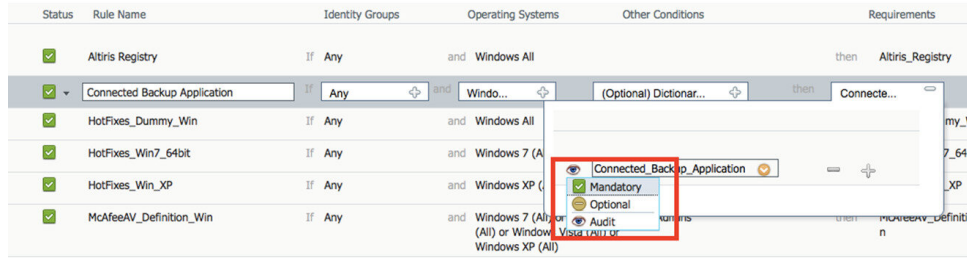 Status Rule Name Identity Groups Operating Systems Other Conditions Requirements
Altiris Registry If Any and Windows All then Altiris_Registry
Connected Backup Application If Any and Windo... (Optional) Dictionar... then Connecte...
HotFixes_Dummy_Win If Any and Windows All
HotFixes_Win7_64bit If Any and Windows 7
Connected_Backup_Application
HotFixes_Win_XP If Any and Windows XP
Mandatory
Optional
McAfeeAV_Definition_Win If Any and Windows 7 (All) or then
Audit
(All) or Windows Vista (All) or
n
Windows XP (All)